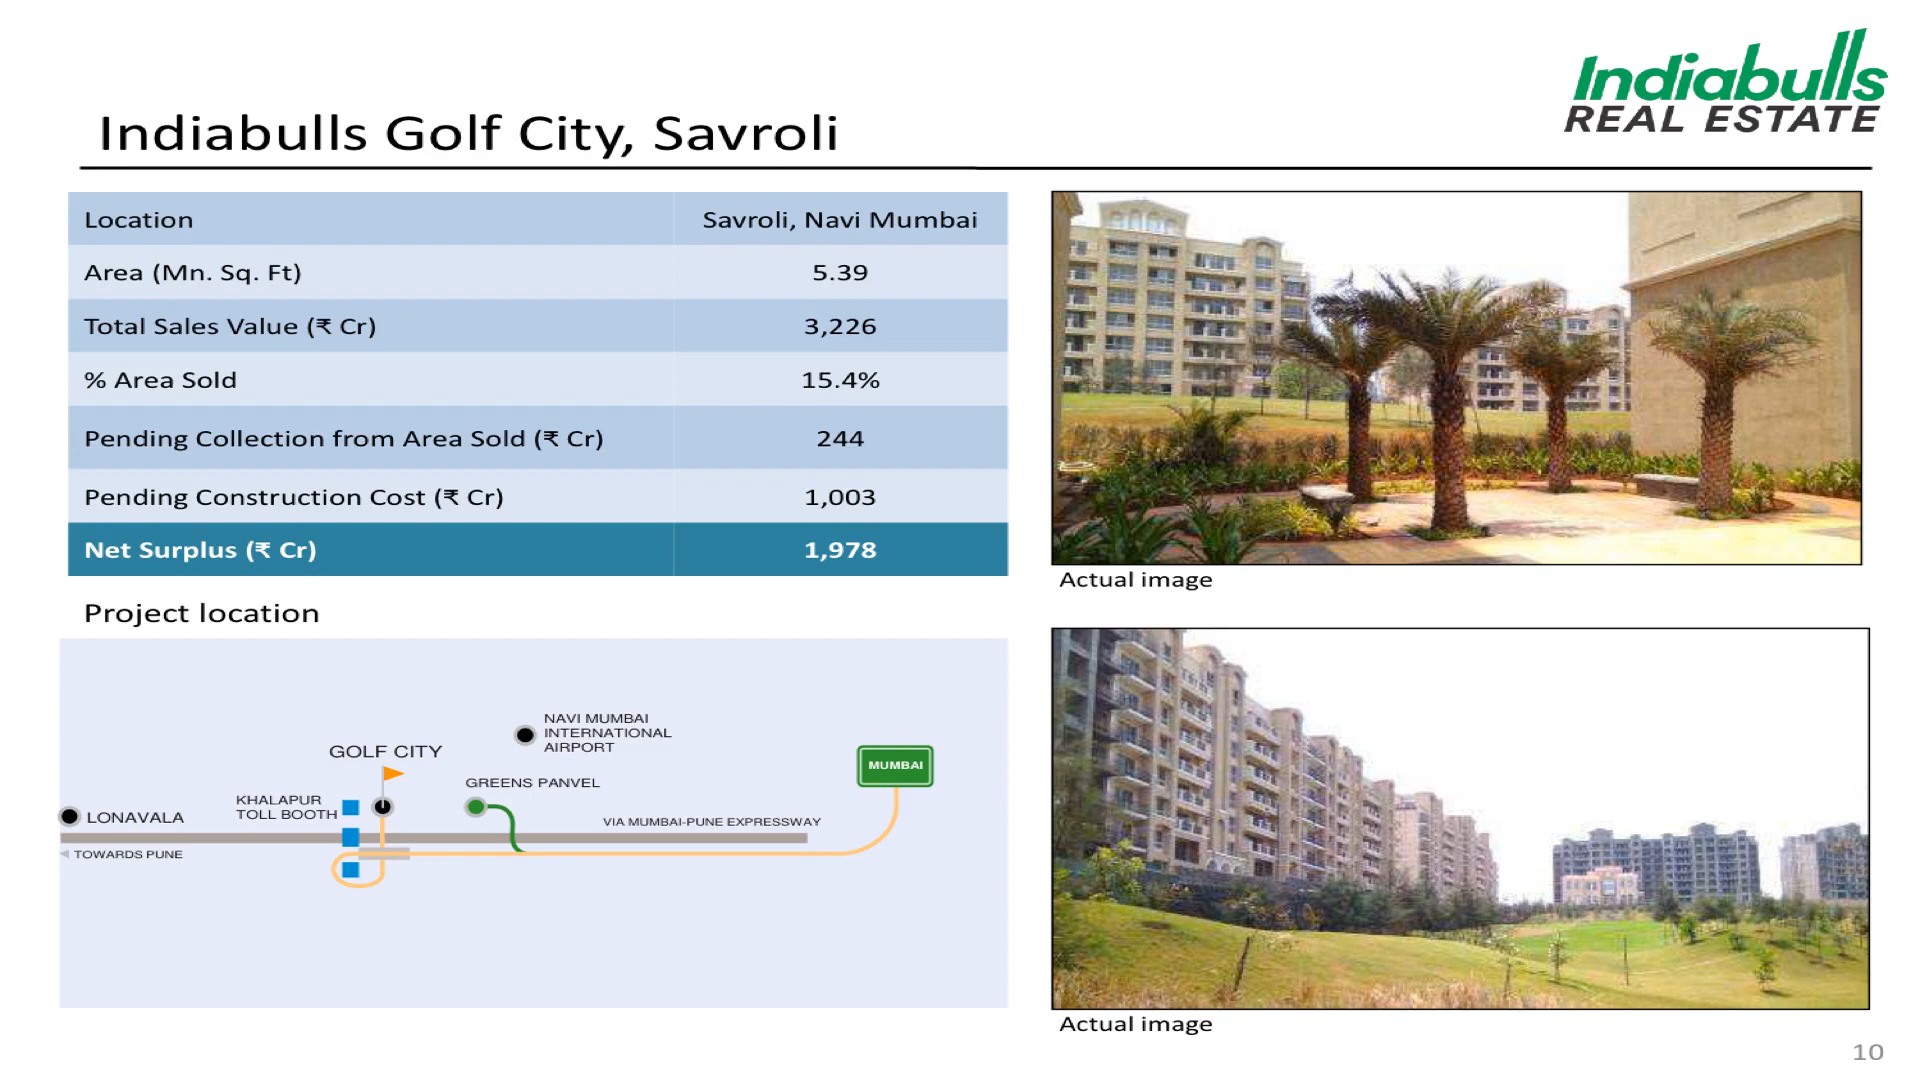 Indiabulls
REAL ESTATE
Indiabulls Golf City, Savroli
Location Savroli, Navi Mumbai
Area (Mn. Sq. Ft) 5.39
Total Sales Value (₹ Cr) 3,226
% Area Sold 15.4%
Pending Collection from Area Sold (₹ Cr) 244
Pending Construction Cost (₹ Cr) 1,003
Net Surplus (₹ Cr) 1,978
Actual image
Project location
NAVI MUMBAI
INTERNATIONAL
AIRPORT
GOLF CITY
MUMBAI
GREENS PANVEL
KHALAPUR
TOLL BOOTH
LONAVALA
VIA MUMBAI-PUNE EXPRESSWAY
TOWARDS PUNE
Actual image
10